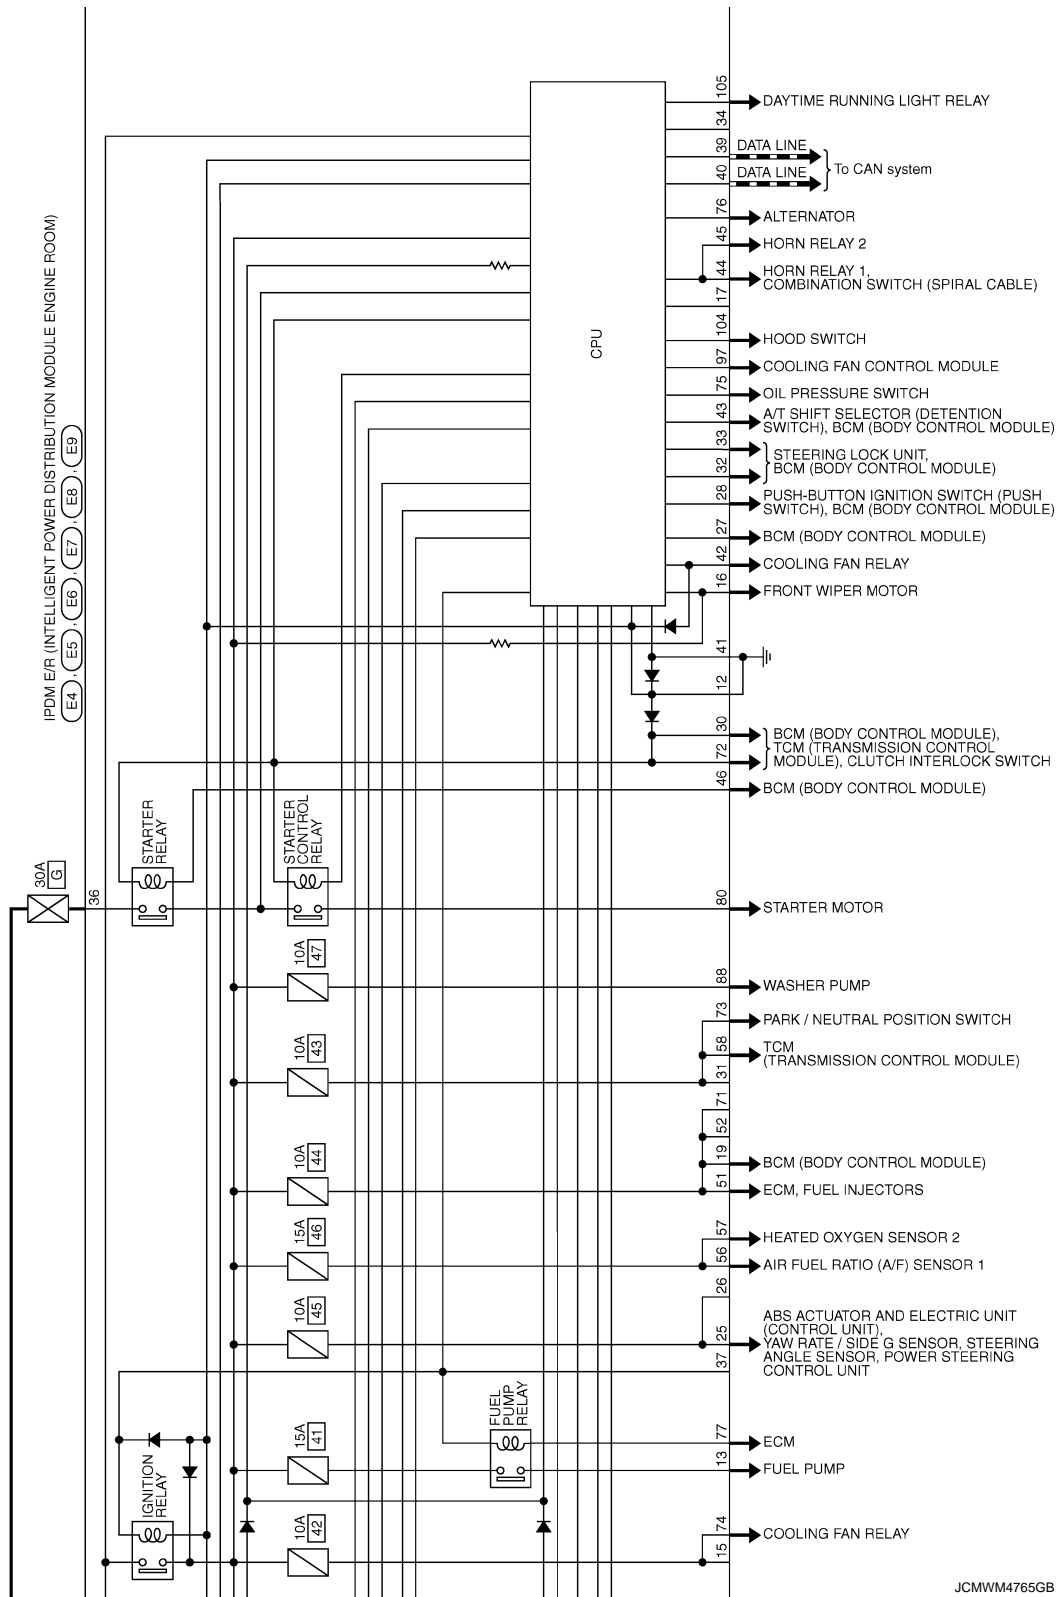 IPDM E/R (INTELLIGENT POWER DISTRIBUTION MODULE ENGINE ROOM)
E4 , E5 , E6 , E7 , E8 , E9
CPU
105
DAYTIME RUNNING LIGHT RELAY
34
39
DATA LINE
40
DATA LINE
To CAN system
76
ALTERNATOR
45
HORN RELAY 2
44
HORN RELAY 1,
COMBINATION SWITCH (SPIRAL CABLE)
17
104
HOOD SWITCH
97
COOLING FAN CONTROL MODULE
75
OIL PRESSURE SWITCH
43
A/T SHIFT SELECTOR (DETENTION
SWITCH), BCM (BODY CONTROL MODULE)
33
32
STEERING LOCK UNIT,
BCM (BODY CONTROL MODULE)
28
PUSH-BUTTON IGNITION SWITCH (PUSH
SWITCH), BCM (BODY CONTROL MODULE)
27
BCM (BODY CONTROL MODULE)
42
COOLING FAN RELAY
16
FRONT WIPER MOTOR
41
12
30
72
BCM (BODY CONTROL MODULE),
TCM (TRANSMISSION CONTROL
MODULE), CLUTCH INTERLOCK SWITCH
46
BCM (BODY CONTROL MODULE)
STARTER
RELAY
STARTER
CONTROL
RELAY
30A
G
36
80
STARTER MOTOR
10A
47
88
WASHER PUMP
73
PARK / NEUTRAL POSITION SWITCH
10A
43
58
TCM
(TRANSMISSION CONTROL MODULE)
31
71
52
10A
44
19
BCM (BODY CONTROL MODULE)
51
ECM, FUEL INJECTORS
15A
46
57
HEATED OXYGEN SENSOR 2
56
AIR FUEL RATIO (A/F) SENSOR 1
26
10A
45
25
ABS ACTUATOR AND ELECTRIC UNIT
(CONTROL UNIT),
YAW RATE / SIDE G SENSOR, STEERING
ANGLE SENSOR, POWER STEERING
CONTROL UNIT
37
FUEL
PUMP
RELAY
77
ECM
15A
41
13
FUEL PUMP
IGNITION
RELAY
10A
42
74
COOLING FAN RELAY
15
JCMWM4765GB